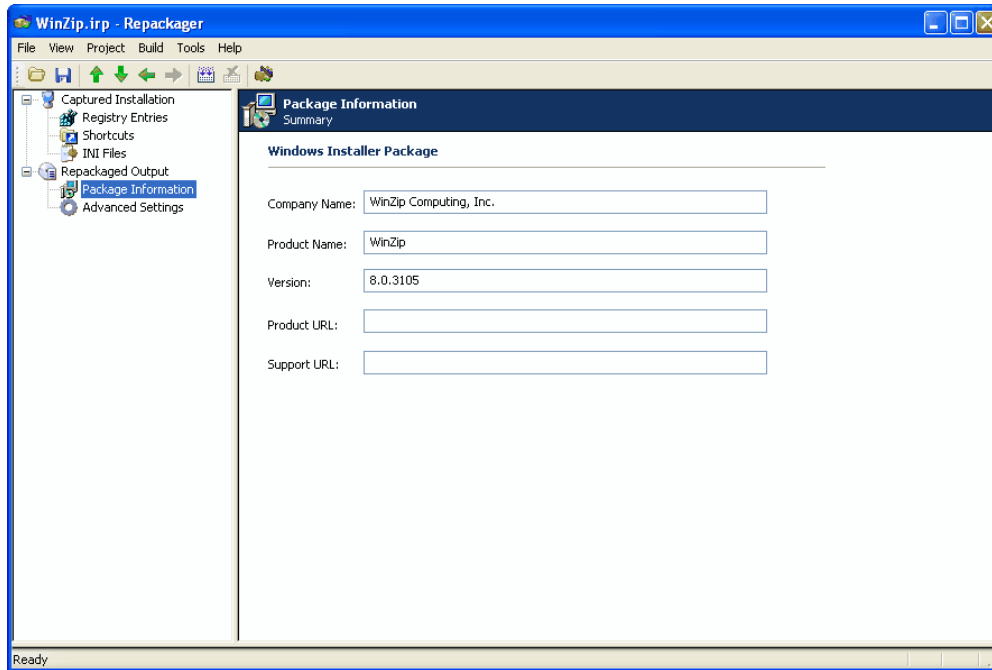 WinZip.irp - Repackager
File View Project Build Tools Help
Captured Installation
Registry Entries
Shortcuts
INI Files
Repackaged Output
Package Information
Advanced Settings
Package Information
Summary
Windows Installer Package
Company Name: WinZip Computing, Inc.
Product Name: WinZip
Version: 8.0.3105
Product URL:
Support URL:
Ready